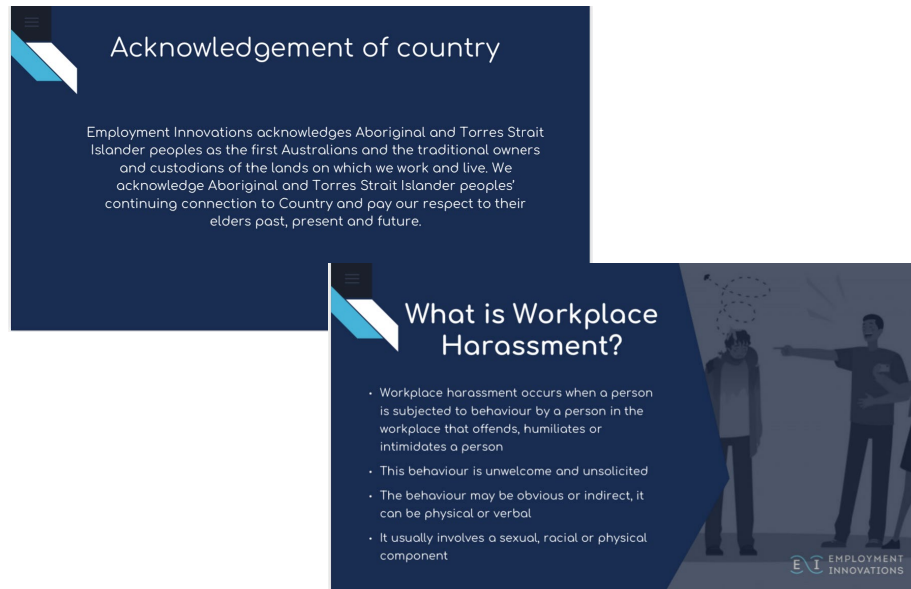 Acknowledgement of country
Employment Innovations acknowledges Aboriginal and Torres Strait
Islander peoples as the first Australians and the traditional owners
and custodians of the lands on which we work and live. We
acknowledge Aboriginal and Torres Strait Islander peoples'
continuing connection to Country and pay our respect to their
elders past, present and future.
What is Workplace
Harassment?
• Workplace harassment occurs when a person
is subjected to behaviour by a person in the
workplace that offends, humiliates or
intimidates a person
• This behaviour is unwelcome and unsolicited
• The behaviour may be obvious or indirect, it
can be physical or verbal
• It usually involves a sexual, racial or physical
component
EI EMPLOYMENT
INNOVATIONS